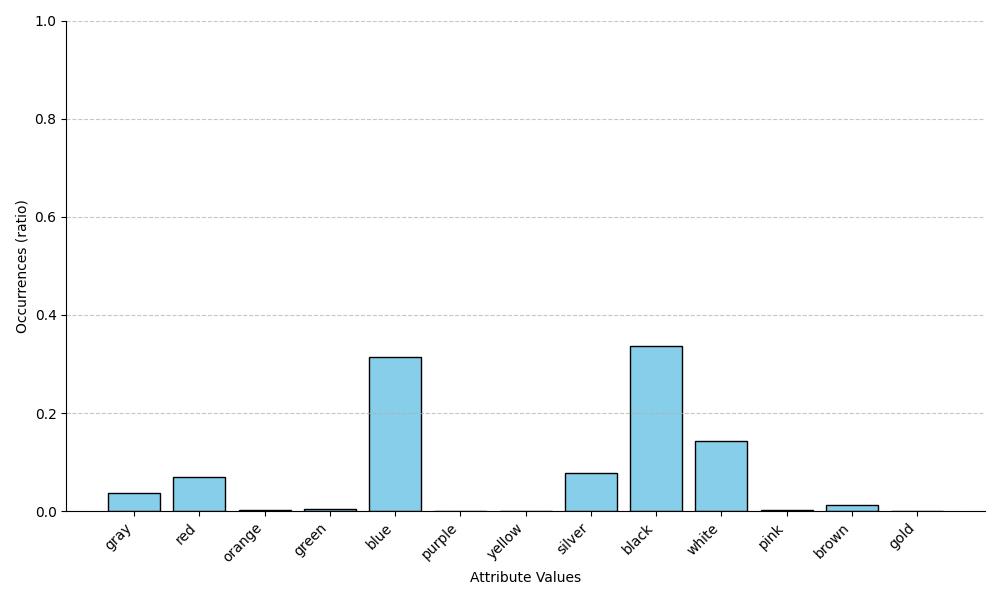 1.0
0.8
0.6
0.4
0.2
0.0
Occurrences (ratio)
gray
red
orange
green
blue
purple
yellow
silver
black
white
pink
brown
gold
Attribute Values